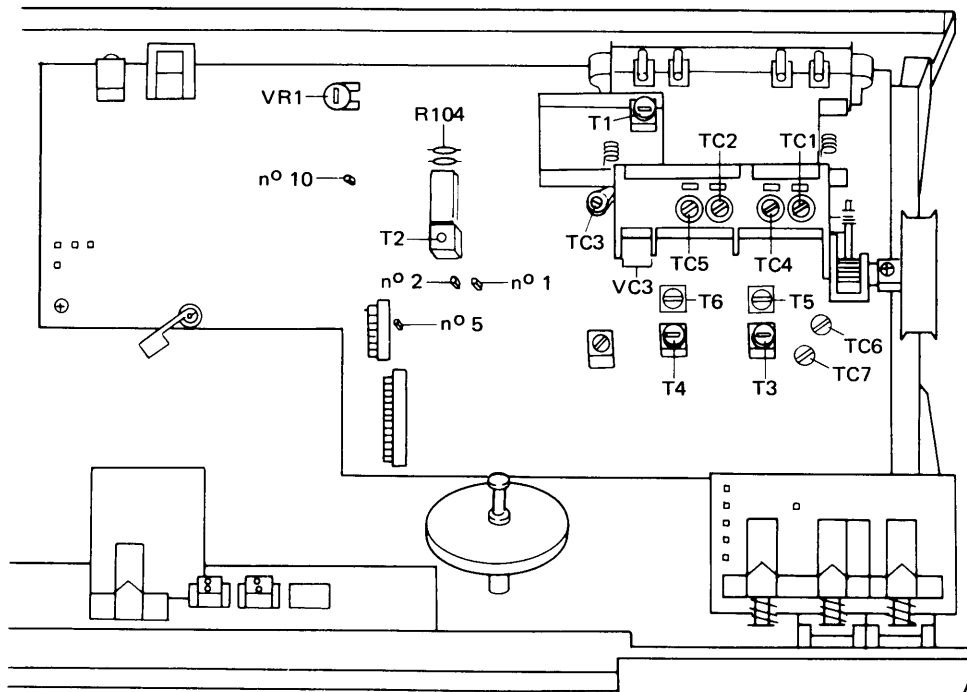 VR1
R104
T1
TC2
TC1
nº 10
T2
TC3
TC5
TC4
nº 2
nº 1
VC3
nº 5
T6
T5
TC6
T4
T3
TC7